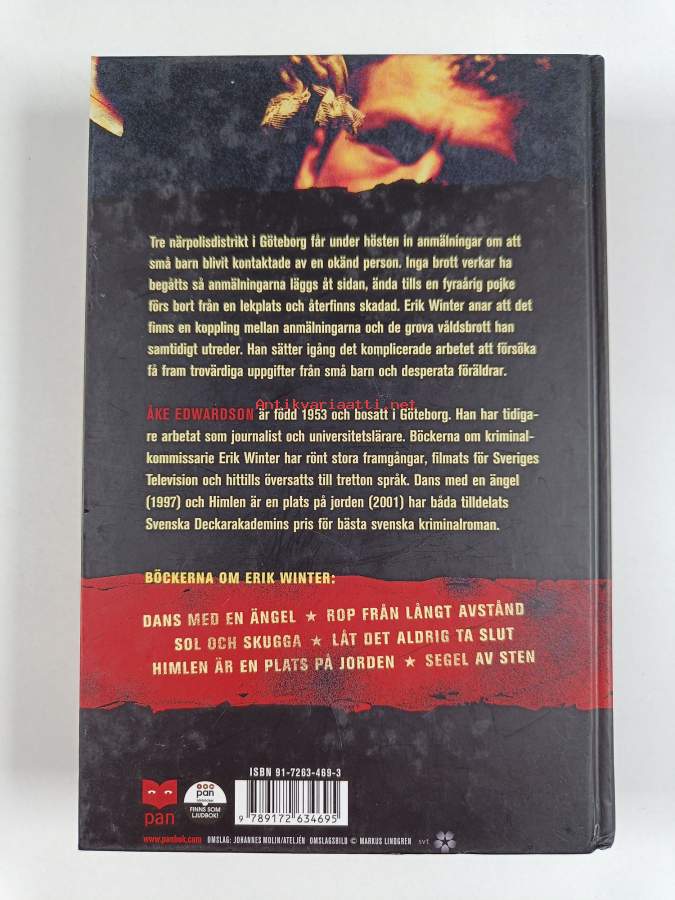 Tre närpolisdistrikt i Göteborg får under hösten in anmälningar om att
små barn blivit kontaktade av en okänd person. Inga brott verkar ha
begåtts så anmälningarna läggs åt sidan, ända tills en fyraårig pojke
förs bort från en lekplats och återfinns skadad. Erik Winter anar att det
finns en koppling mellan anmälningarna och de grova våldsbrott han
samtidigt utreder. Han sätter igång det komplicerade arbetet att försöka
få fram trovärdiga uppgifter från små barn och desperata föräldrar.
Antikvariaatti.net
ÅKE EDWARDSON är född 1953 och bosatt i Göteborg. Han har tidiga-
re arbetat som journalist och universitetslärare. Böckerna om kriminal-
kommissarie Erik Winter har rönt stora framgångar, filmats för Sveriges
Television och hittills översatts till tretton språk. Dans med en ängel
(1997) och Himlen är en plats på jorden (2001) har båda tilldelats
Svenska Deckarakademins pris för bästa svenska kriminalroman.
BÖCKERNA OM ERIK WINTER:
DANS MED EN ÄNGEL ★ ROP FRÅN LÅNGT AVSTÅND
SOL OCH SKUGGA ★ LÅT DET ALDRIG TA SLUT
HIMLEN ÄR EN PLATS PÅ JORDEN ★ SEGEL AV STEN
ISBN 91-7263-469-3
9 789172 634695
pan
pan
FINNS SOM
LJUDBOK!
www.panbok.com OMSLAG: JOHANNES MOLIN/ATELJÉN OMSLAGSBILD © MARKUS LINDGREN svt